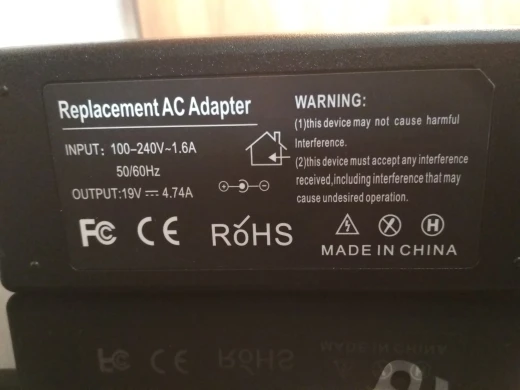 Replacement AC Adapter
INPUT: 100-240V~1.6A
50/60Hz
OUTPUT:19V ⎓ 4.74A
FC CE RoHS
WARNING:
(1)this device may not cause harmful
Interference.
(2)this device must accept any interference
received,including interference that may
cause undesired operation.
H
MADE IN CHINA